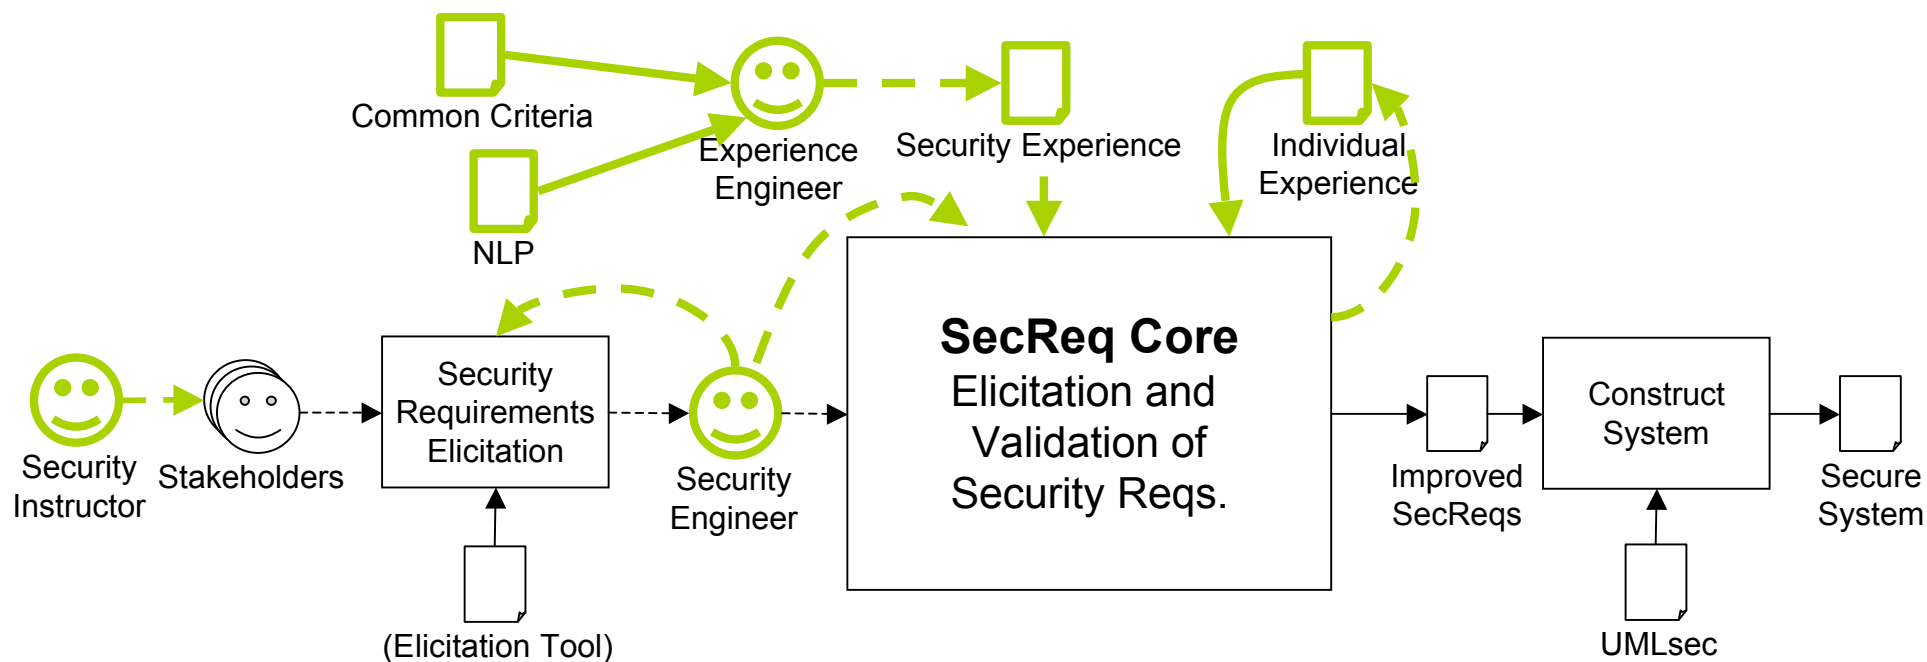 Common Criteria
NLP
Experience
Engineer
Security Experience
Individual
Experience
Security
Instructor
Stakeholders
Security
Requirements
Elicitation
(Elicitation Tool)
Security
Engineer
SecReq Core
Elicitation and
Validation of
Security Reqs.
Improved
SecReqs
Construct
System
UMLsec
Secure
System